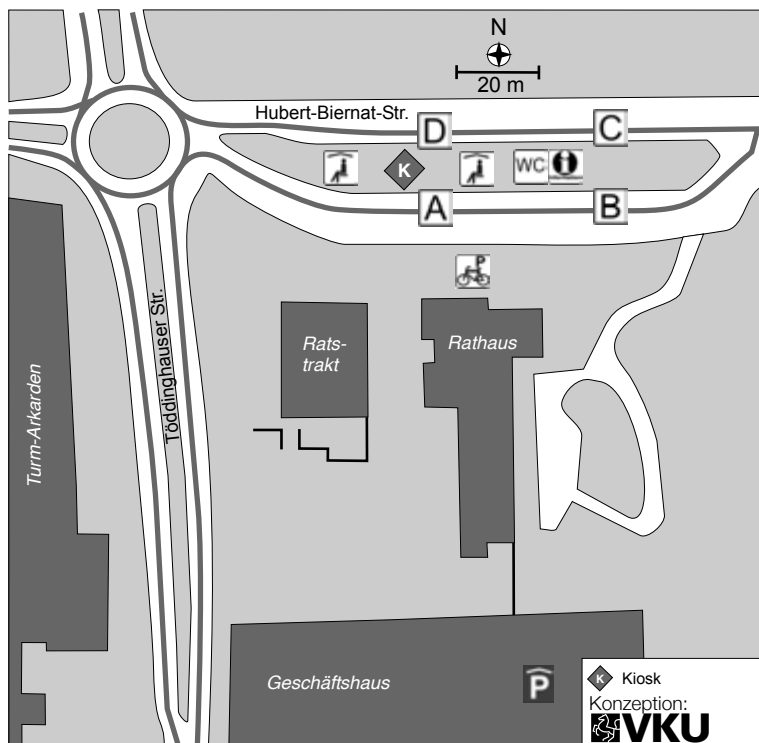 N
20 m
Hubert-Biernat-Str.
D
C
K
WC
i
A
B
P
Töddinghauser Str.
Rats-
trakt
Rathaus
Turm-Arkarden
Geschäftshaus
P
K Kiosk
Konzeption:
VKU